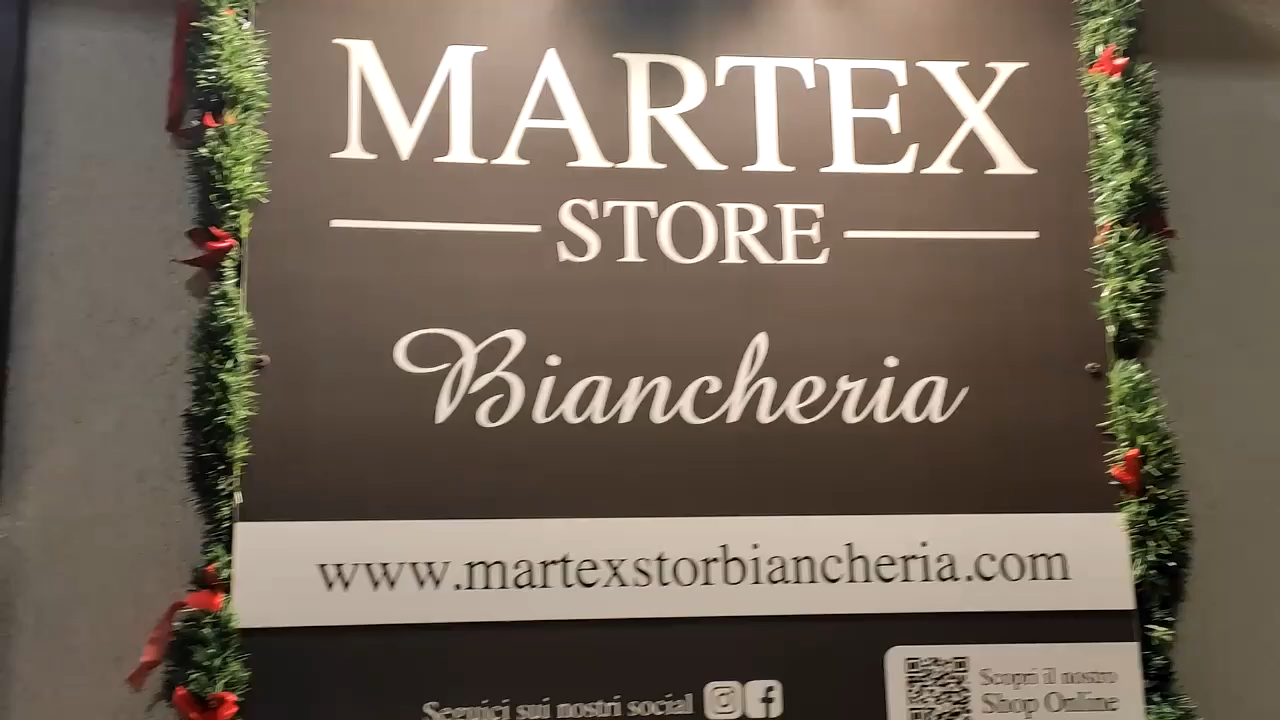 MARTEX
STORE
Biancheria
www.martexstorbiancheria.com
Scopri il nostro
Shop Online
Seguici sui nostri social